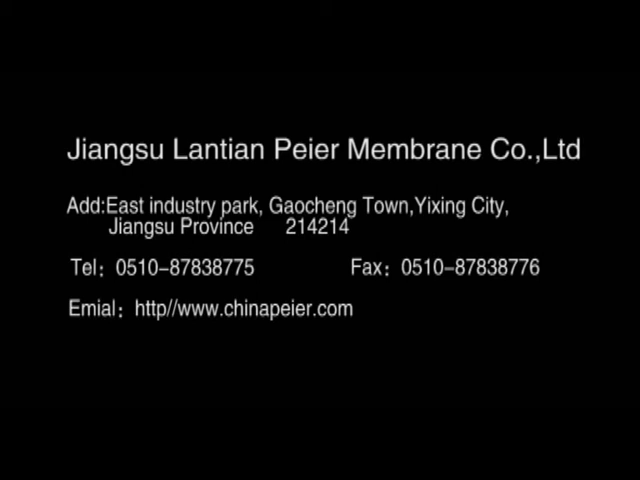 Jiangsu Lantian Peier Membrane Co.,Ltd
Add:East industry park, Gaocheng Town,Yixing City,
Jiangsu Province 214214
Tel：0510-87838775 Fax：0510-87838776
Emial：http//www.chinapeier.com